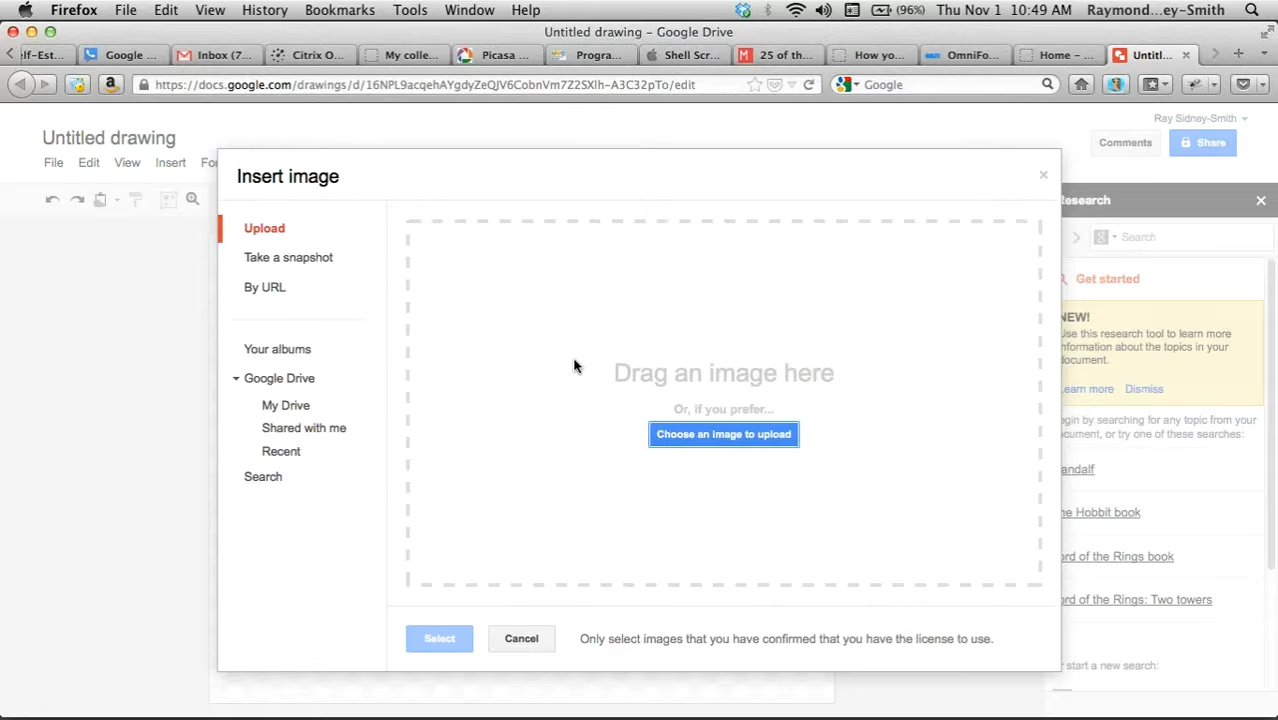 Firefox File Edit View History Bookmarks Tools Window Help (96%) Thu Nov 1 10:49 AM Raymond...ey-Smith
Untitled drawing – Google Drive
elf-Est... Google ... Inbox (7... Citrix O... My colle... Picasa ... Progra... Shell Scr... 25 of th... How yo... OmniFo... Home – ... Untitl...
https://docs.google.com/drawings/d/16NPL9acqehAYgdyZeQJV6CobnVm7Z2SXlh-A3C32pTo/edit Google
Ray Sidney-Smith
Untitled drawing
Comments Share
File Edit View Insert Fo
Insert image
Research
Upload
Search
Take a snapshot
Get started
By URL
NEW!
Use this research tool to learn more
information about the topics in your
document.
Learn more Dismiss
Your albums
Google Drive
My Drive
Shared with me
Recent
Search
Drag an image here
Or, if you prefer...
Choose an image to upload
egin by searching for any topic from your
ocument, or try one of these searches:
andalf
he Hobbit book
ord of the Rings book
ord of the Rings: Two towers
Select Cancel Only select images that you have confirmed that you have the license to use.
r start a new search: